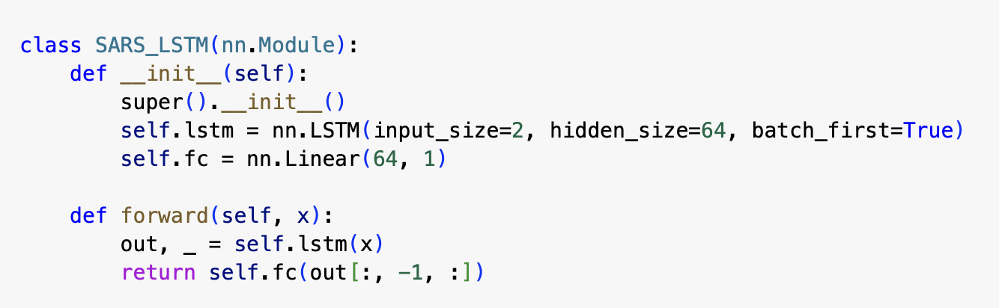 class SARS_LSTM(nn.Module):
    def __init__(self):
        super().__init__()
        self.lstm = nn.LSTM(input_size=2, hidden_size=64, batch_first=True)
        self.fc = nn.Linear(64, 1)

    def forward(self, x):
        out, _ = self.lstm(x)
        return self.fc(out[:, -1, :])